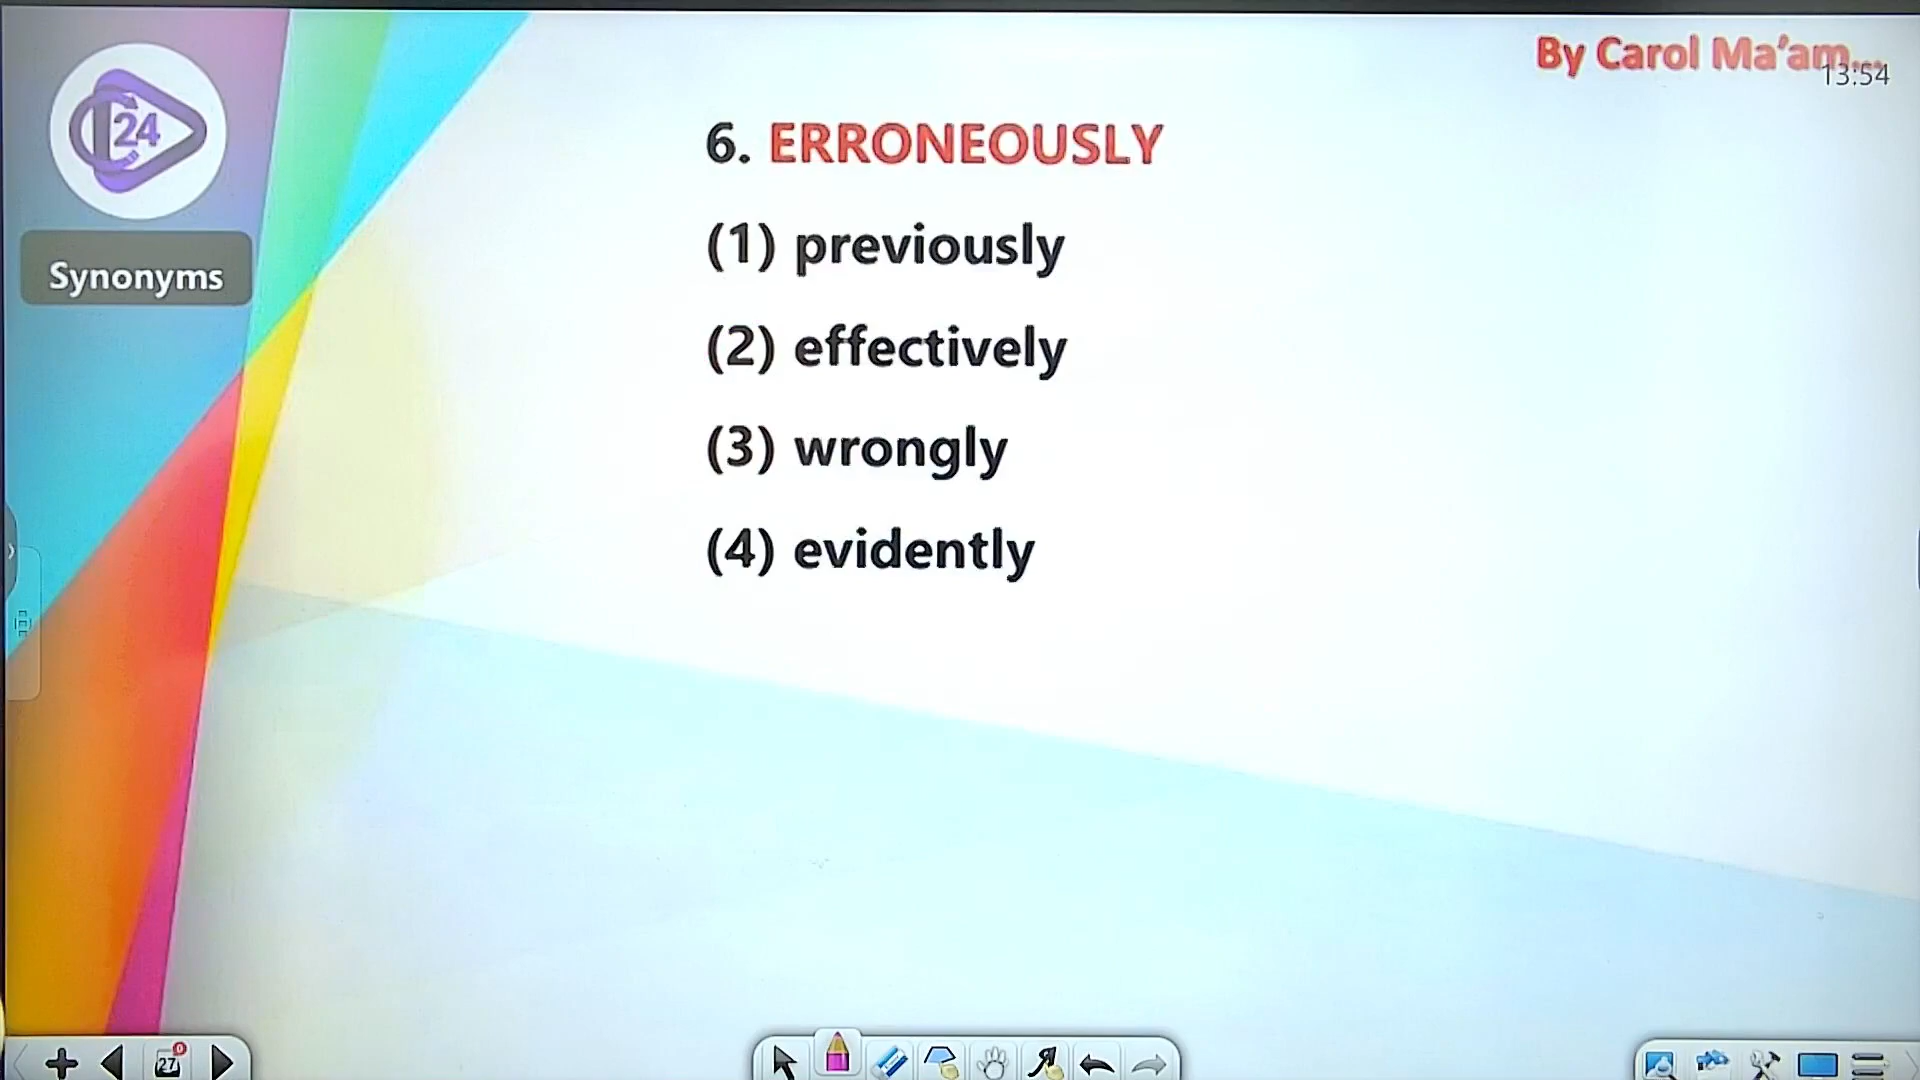 By Carol Ma'am...
13:54
24
Synonyms
6. ERRONEOUSLY
(1) previously
(2) effectively
(3) wrongly
(4) evidently
27
0